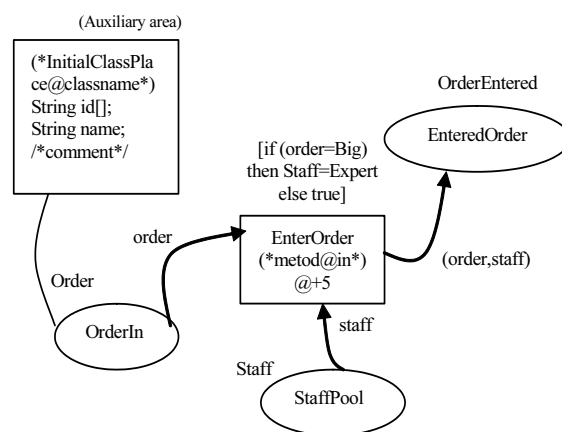 (Auxiliary area)
(*InitialClassPla
ce@classname*)
String id[];
String name;
/*comment*/
OrderEntered
EnteredOrder
[if (order=Big)
then Staff=Expert
else true]
order
EnterOrder
(*metod@in*)
@+5
(order,staff)
Order
OrderIn
staff
Staff
StaffPool